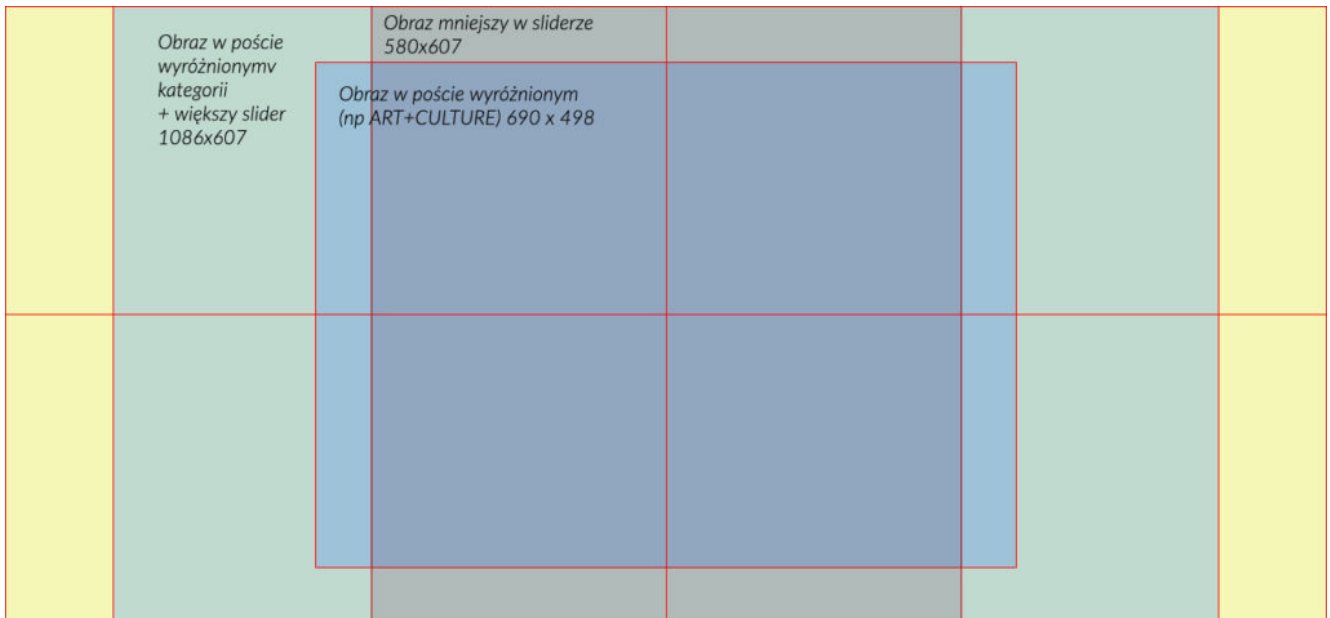 Obraz w poście
wyróżnionymv
kategorii
+ większy slider
1086x607
Obraz mniejszy w sliderze
580x607
Obraz w poście wyróżnionym
(np ART+CULTURE) 690 x 498